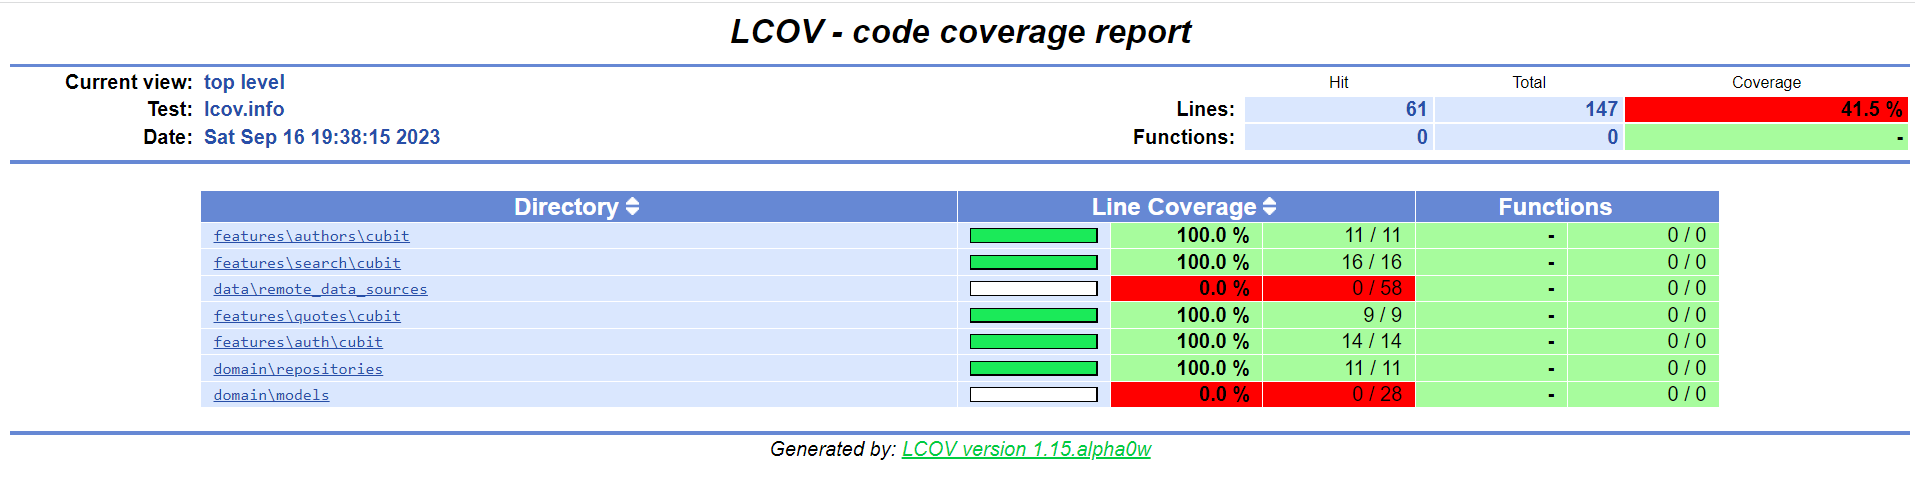 LCOV - code coverage report
Current view: top level Hit Total Coverage
Test: lcov.info Lines: 61 147 41.5 %
Date: Sat Sep 16 19:38:15 2023 Functions: 0 0 -
Directory Line Coverage Functions
features\authors\cubit 100.0 % 11 / 11 - 0 / 0
features\search\cubit 100.0 % 16 / 16 - 0 / 0
data\remote_data_sources 0.0 % 0 / 58 - 0 / 0
features\quotes\cubit 100.0 % 9 / 9 - 0 / 0
features\auth\cubit 100.0 % 14 / 14 - 0 / 0
domain\repositories 100.0 % 11 / 11 - 0 / 0
domain\models 0.0 % 0 / 28 - 0 / 0
Generated by: LCOV version 1.15.alpha0w